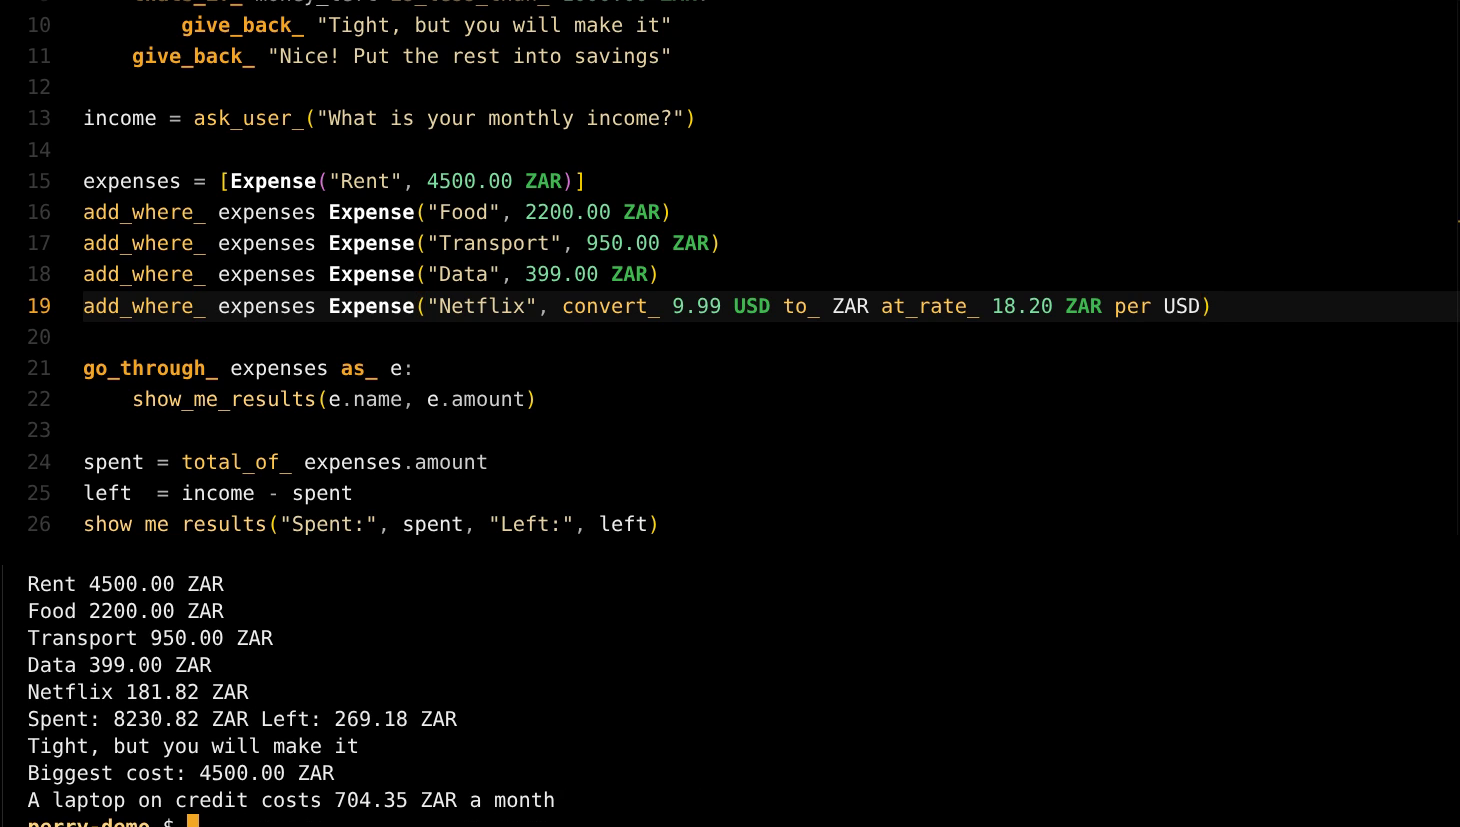 10 give_back_ "Tight, but you will make it"
11 give_back_ "Nice! Put the rest into savings"
12
13 income = ask_user_("What is your monthly income?")
14
15 expenses = [Expense("Rent", 4500.00 ZAR)]
16 add_where_ expenses Expense("Food", 2200.00 ZAR)
17 add_where_ expenses Expense("Transport", 950.00 ZAR)
18 add_where_ expenses Expense("Data", 399.00 ZAR)
19 add_where_ expenses Expense("Netflix", convert_ 9.99 USD to_ ZAR at_rate_ 18.20 ZAR per USD)
20
21 go_through_ expenses as_ e:
22 show_me_results(e.name, e.amount)
23
24 spent = total_of_ expenses.amount
25 left  = income - spent
26 show me results("Spent:", spent, "Left:", left)
Rent 4500.00 ZAR
Food 2200.00 ZAR
Transport 950.00 ZAR
Data 399.00 ZAR
Netflix 181.82 ZAR
Spent: 8230.82 ZAR Left: 269.18 ZAR
Tight, but you will make it
Biggest cost: 4500.00 ZAR
A laptop on credit costs 704.35 ZAR a month
$